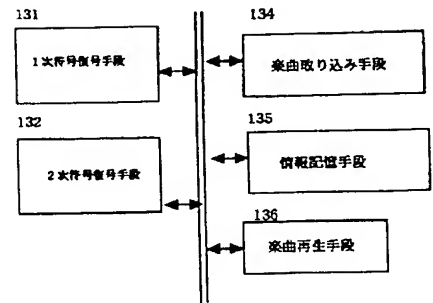 131
1次符号復号手段
132
2次符号復号手段
134
楽曲取り込み手段
135
情報記憶手段
136
楽曲再生手段